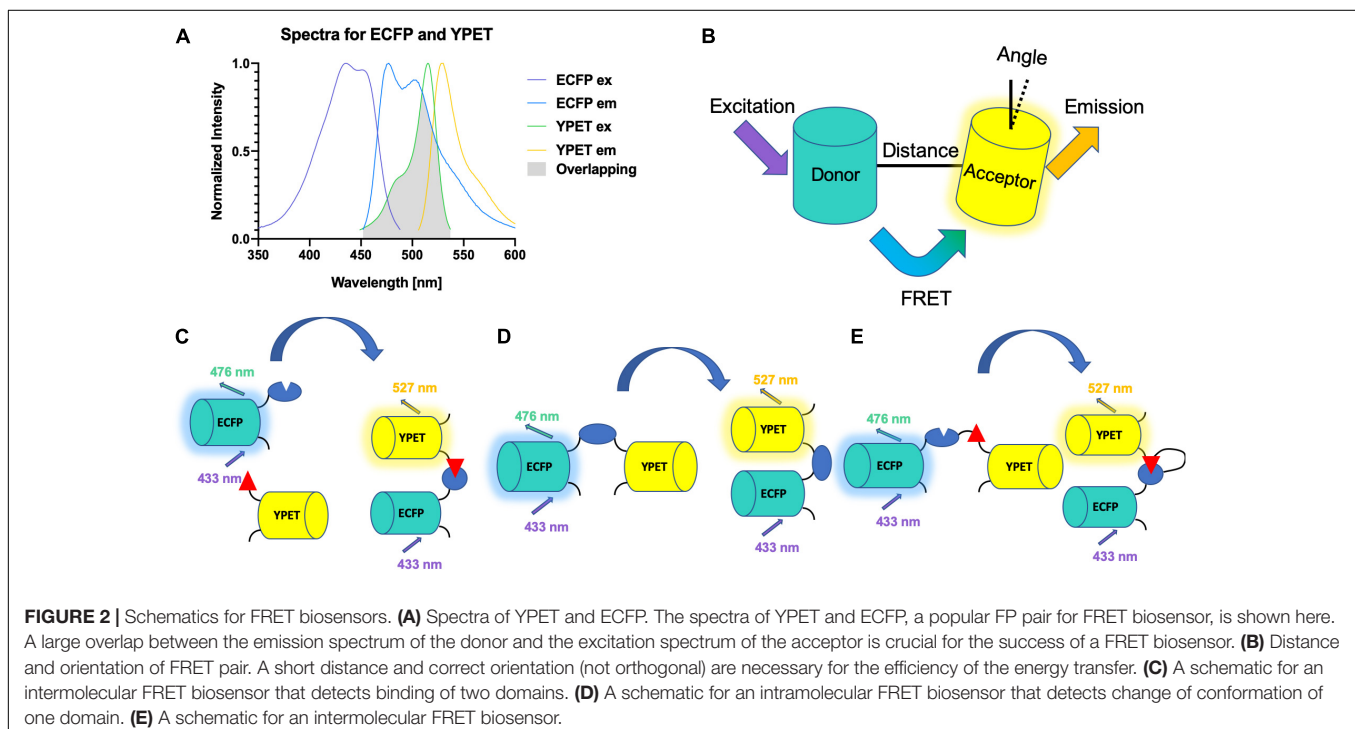 A
Spectra for ECFP and YPET
Normalized Intensity
1.0
0.5
0.0
350
400
450
500
550
600
Wavelength [nm]
ECFP ex
ECFP em
YPET ex
YPET em
Overlapping
B
Excitation
Donor
Distance
Angle
Acceptor
Emission
FRET
C
476 nm
ECFP
433 nm
YPET
527 nm
YPET
ECFP
433 nm
D
476 nm
ECFP
433 nm
YPET
527 nm
YPET
ECFP
433 nm
E
476 nm
ECFP
433 nm
YPET
527 nm
YPET
ECFP
433 nm
FIGURE 2 | Schematics for FRET biosensors. (A) Spectra of YPET and ECFP. The spectra of YPET and ECFP, a popular FP pair for FRET biosensor, is shown here.
A large overlap between the emission spectrum of the donor and the excitation spectrum of the acceptor is crucial for the success of a FRET biosensor. (B) Distance
and orientation of FRET pair. A short distance and correct orientation (not orthogonal) are necessary for the efficiency of the energy transfer. (C) A schematic for an
intermolecular FRET biosensor that detects binding of two domains. (D) A schematic for an intramolecular FRET biosensor that detects change of conformation of
one domain. (E) A schematic for an intermolecular FRET biosensor.